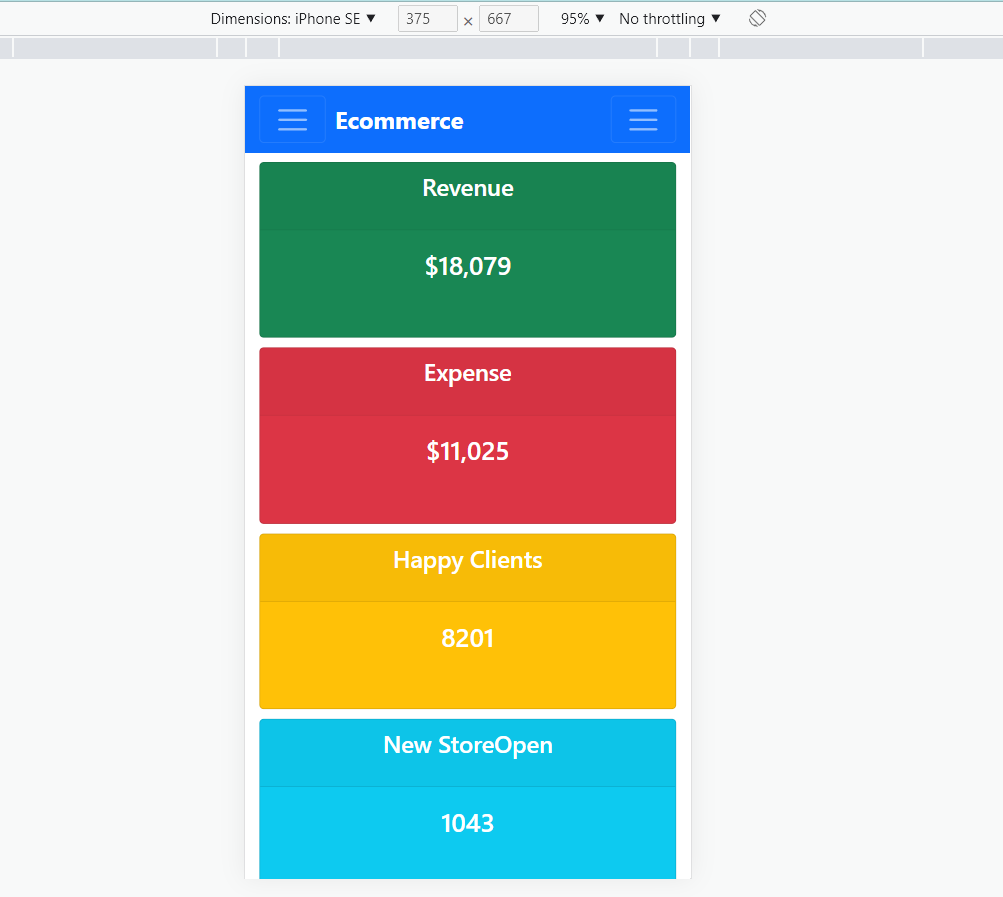 Dimensions: iPhone SE ▼ 375 × 667 95% ▼ No throttling ▼
Ecommerce
Revenue
$18,079
Expense
$11,025
Happy Clients
8201
New StoreOpen
1043